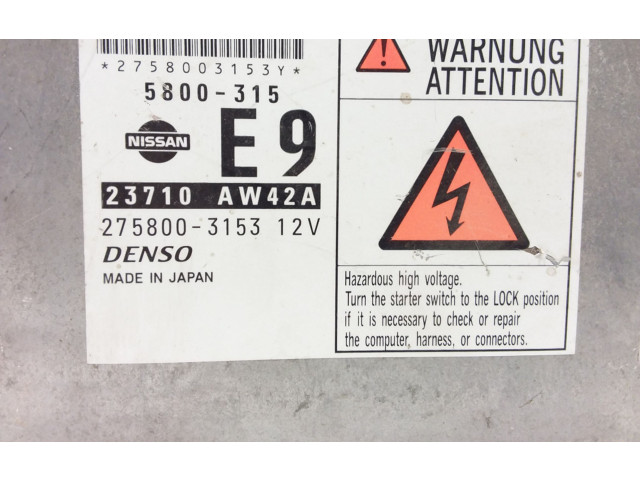 *2758003153Y*
5800-315
NISSAN
E9
23710 AW42A
275800-3153 12V
DENSO
MADE IN JAPAN
WARNUNG
ATTENTION
Hazardous high voltage.
Turn the starter switch to the LOCK position
if it is necessary to check or repair
the computer, harness, or connectors.